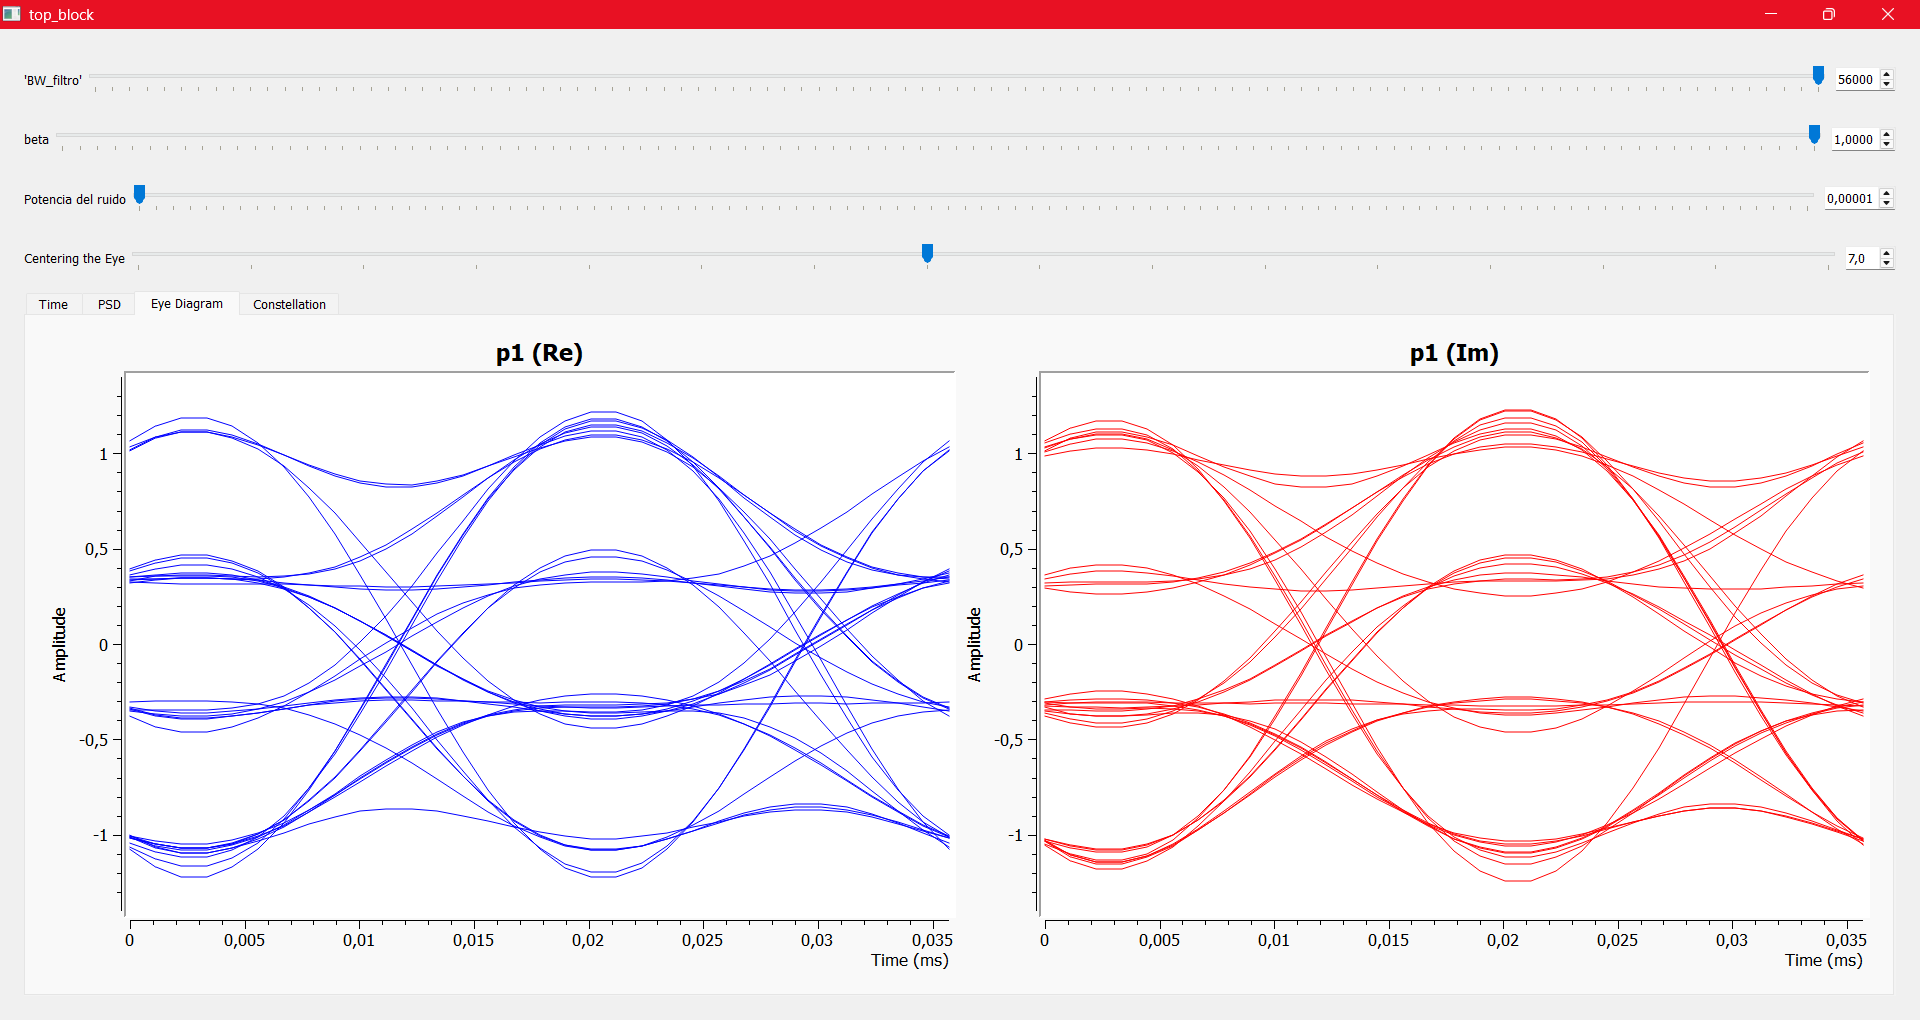 top_block
'BW_filtro' 56000
beta 1,0000
Potencia del ruido 0,00001
Centering the Eye 7,0
Time PSD Eye Diagram Constellation
p1 (Re)
Amplitude
1
0,5
0
-0,5
-1
0 0,005 0,01 0,015 0,02 0,025 0,03 0,035
Time (ms)
p1 (Im)
Amplitude
1
0,5
0
-0,5
-1
0 0,005 0,01 0,015 0,02 0,025 0,03 0,035
Time (ms)